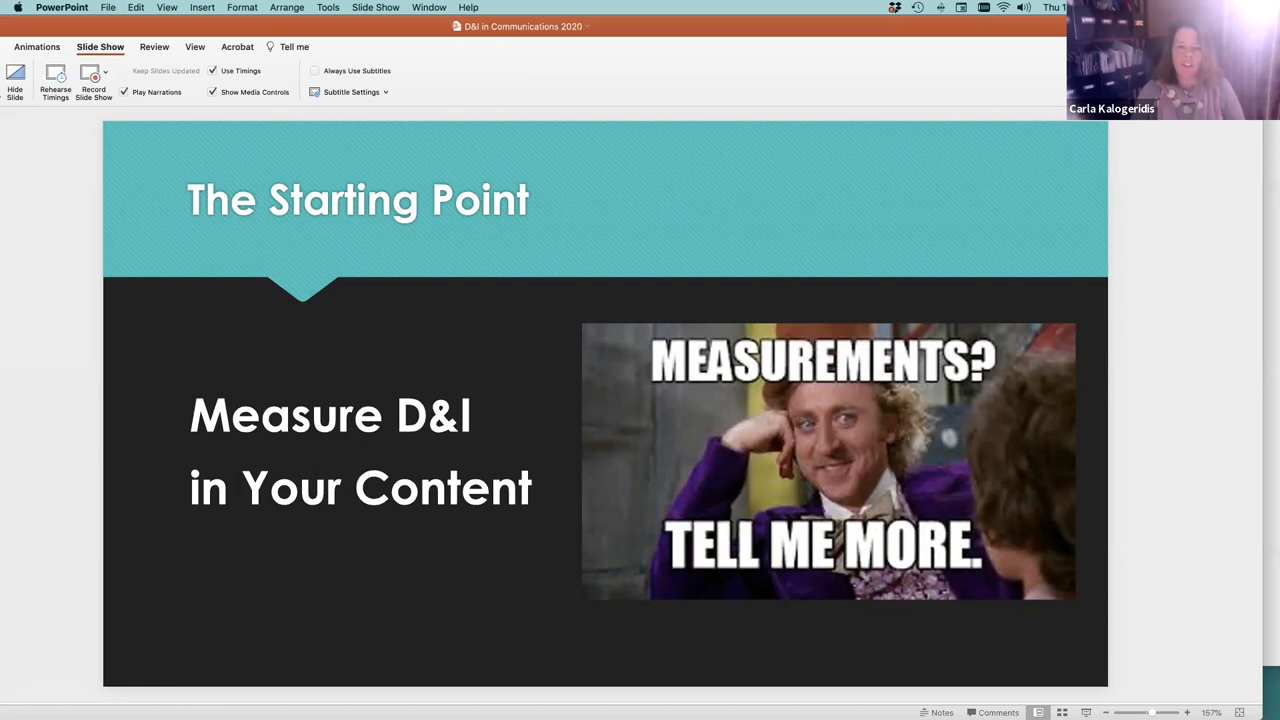 PowerPoint File Edit View Insert Format Arrange Tools Slide Show Window Help Thu 1
D&I in Communications 2020
Animations Slide Show Review View Acrobat Tell me
Keep Slides Updated Use Timings Always Use Subtitles
Hide Slide
Rehearse Timings
Record Slide Show
Play Narrations Show Media Controls Subtitle Settings
Carla Kalogeridis
The Starting Point
Measure D&I
in Your Content
MEASUREMENTS?
TELL ME MORE.
Notes Comments 157%